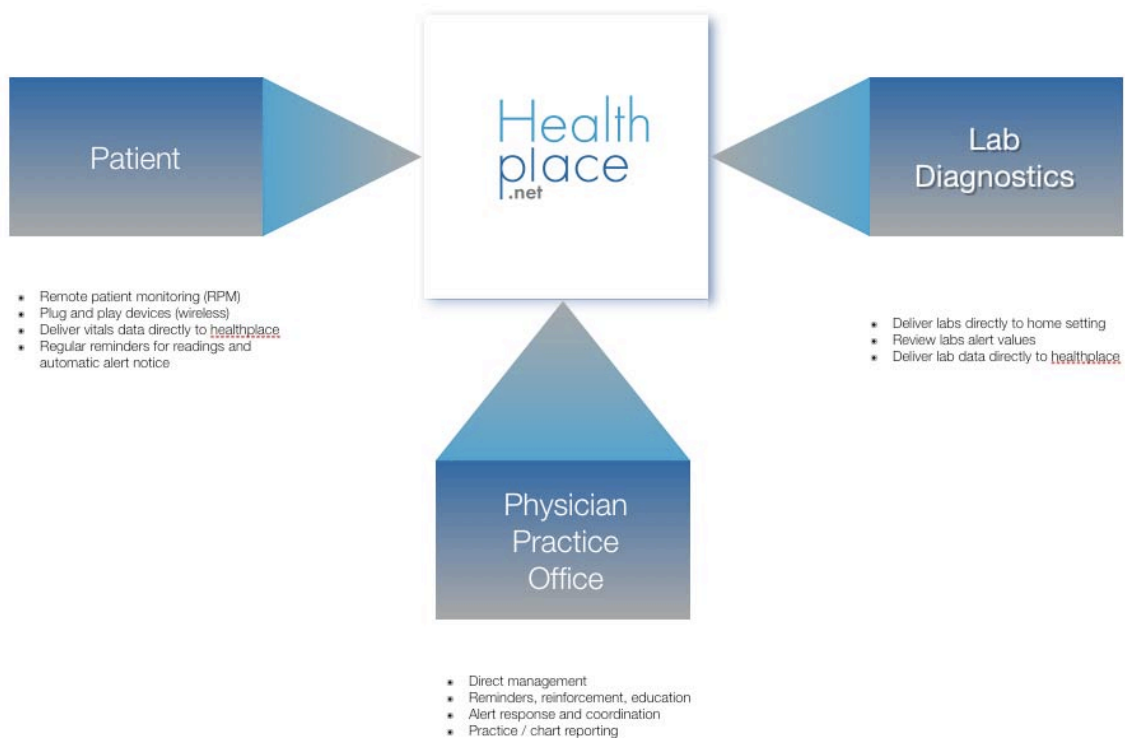 Health
place
.net
Patient
Lab
Diagnostics
Remote patient monitoring (RPM)
Plug and play devices (wireless)
Deliver vitals data directly to healthplace
Regular reminders for readings and
automatic alert notice
Deliver labs directly to home setting
Review labs alert values
Deliver lab data directly to healthplace
Physician
Practice
Office
Direct management
Reminders, reinforcement, education
Alert response and coordination
Practice / chart reporting